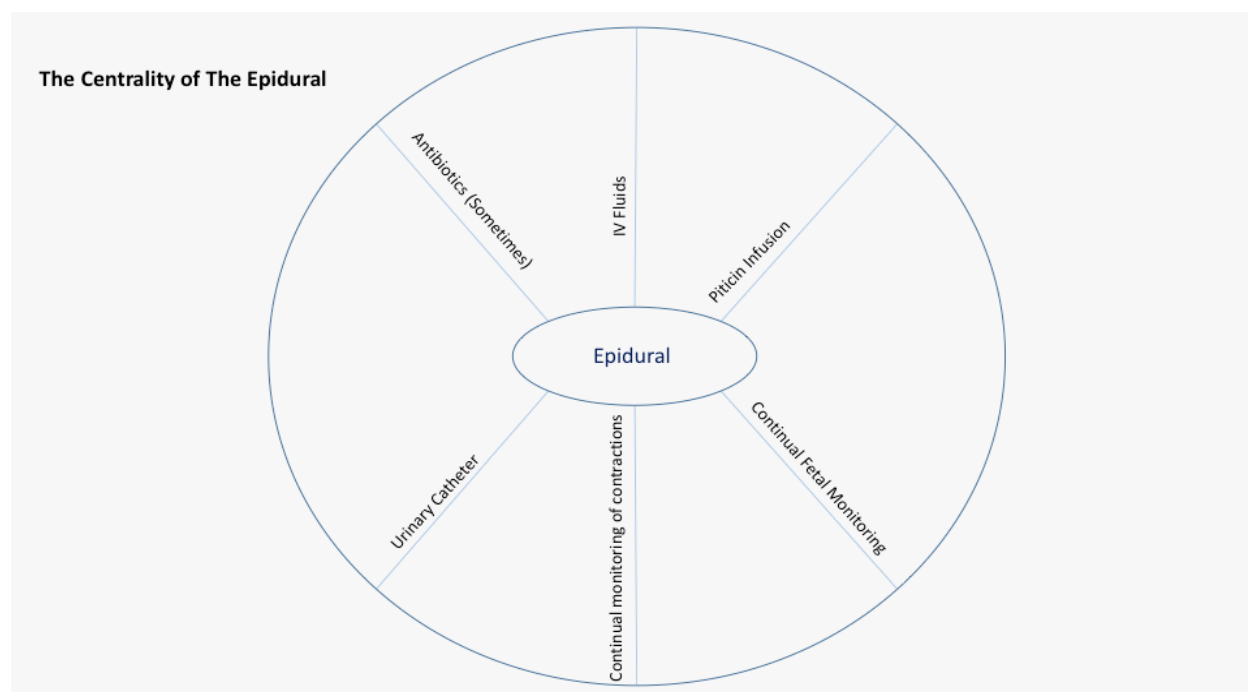 The Centrality of The Epidural
Antibiotics (Sometimes)
IV Fluids
Piticin Infusion
Epidural
Urinary Catheter
Continual monitoring of contractions
Continual Fetal Monitoring